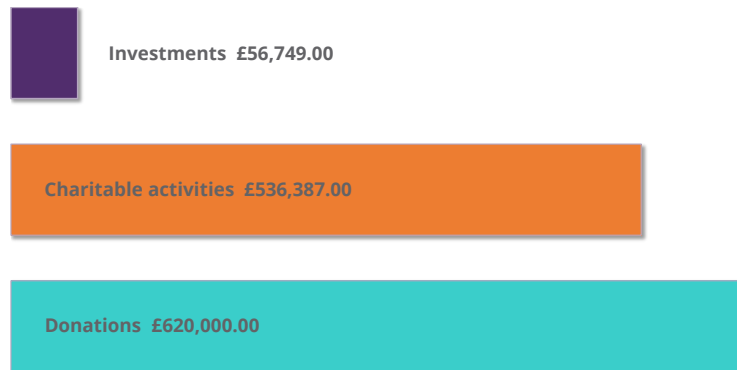 Investments £56,749.00
Charitable activities £536,387.00
Donations £620,000.00